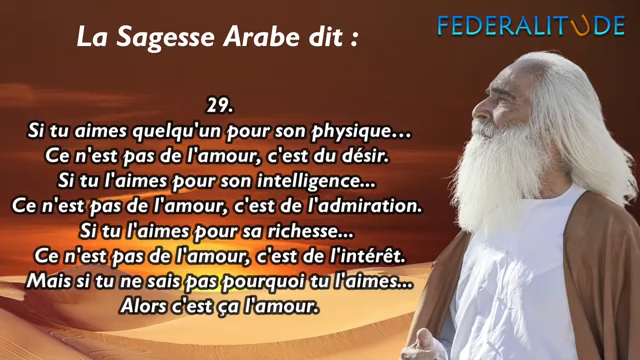 La Sagesse Arabe dit :
FEDERALITUDE
29.
Si tu aimes quelqu'un pour son physique...
Ce n'est pas de l'amour, c'est du désir.
Si tu l'aimes pour son intelligence...
Ce n'est pas de l'amour, c'est de l'admiration.
Si tu l'aimes pour sa richesse...
Ce n'est pas de l'amour, c'est de l'intérêt.
Mais si tu ne sais pas pourquoi tu l'aimes...
Alors c'est ça l'amour.